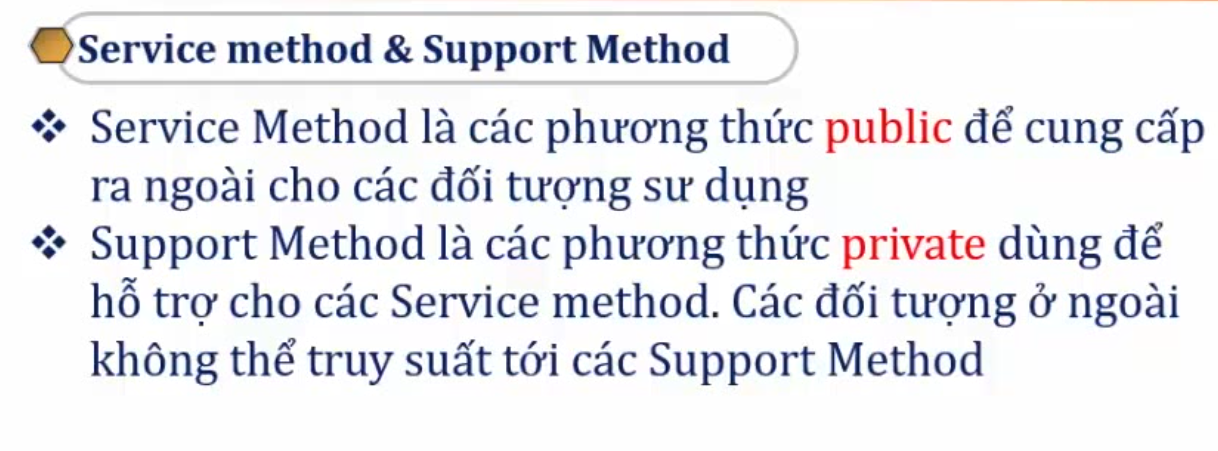 Service method & Support Method
❖ Service Method là các phương thức public để cung cấp
ra ngoài cho các đối tượng sư dụng
❖ Support Method là các phương thức private dùng để
hỗ trợ cho các Service method. Các đối tượng ở ngoài
không thể truy suất tới các Support Method